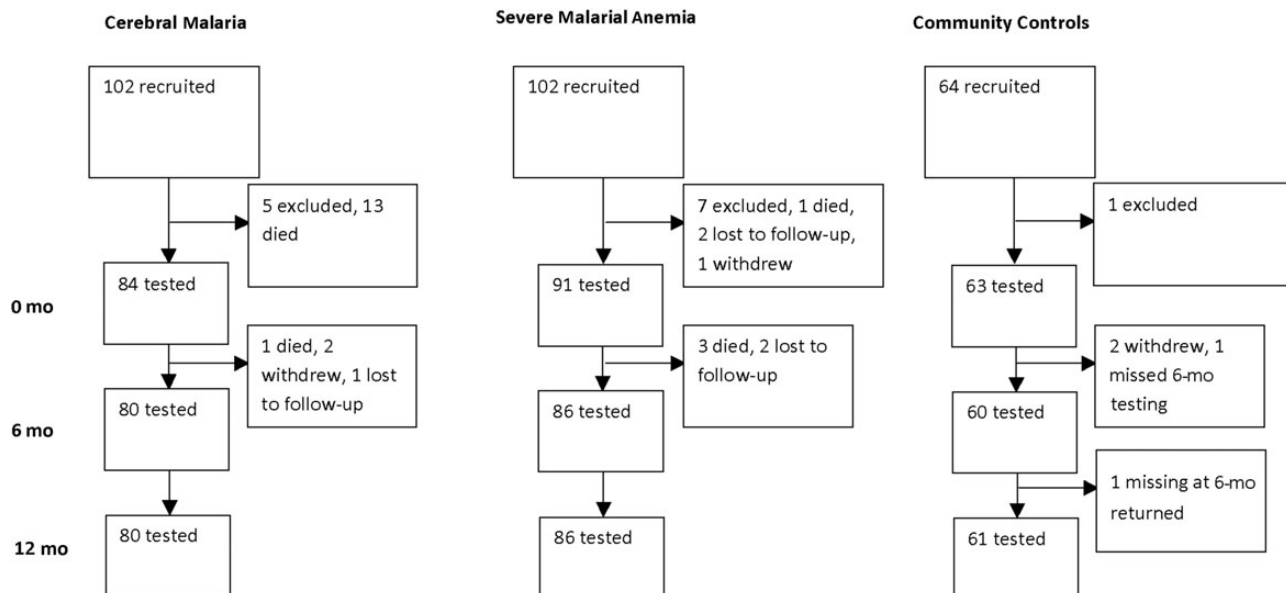 Cerebral Malaria
Severe Malarial Anemia
Community Controls
102 recruited
102 recruited
64 recruited
5 excluded, 13
died
7 excluded, 1 died,
2 lost to follow-up,
1 withdrew
1 excluded
0 mo
84 tested
91 tested
63 tested
1 died, 2
withdrew, 1 lost
to follow-up
3 died, 2 lost to
follow-up
2 withdrew, 1
missed 6-mo
testing
6 mo
80 tested
86 tested
60 tested
1 missing at 6-mo
returned
12 mo
80 tested
86 tested
61 tested